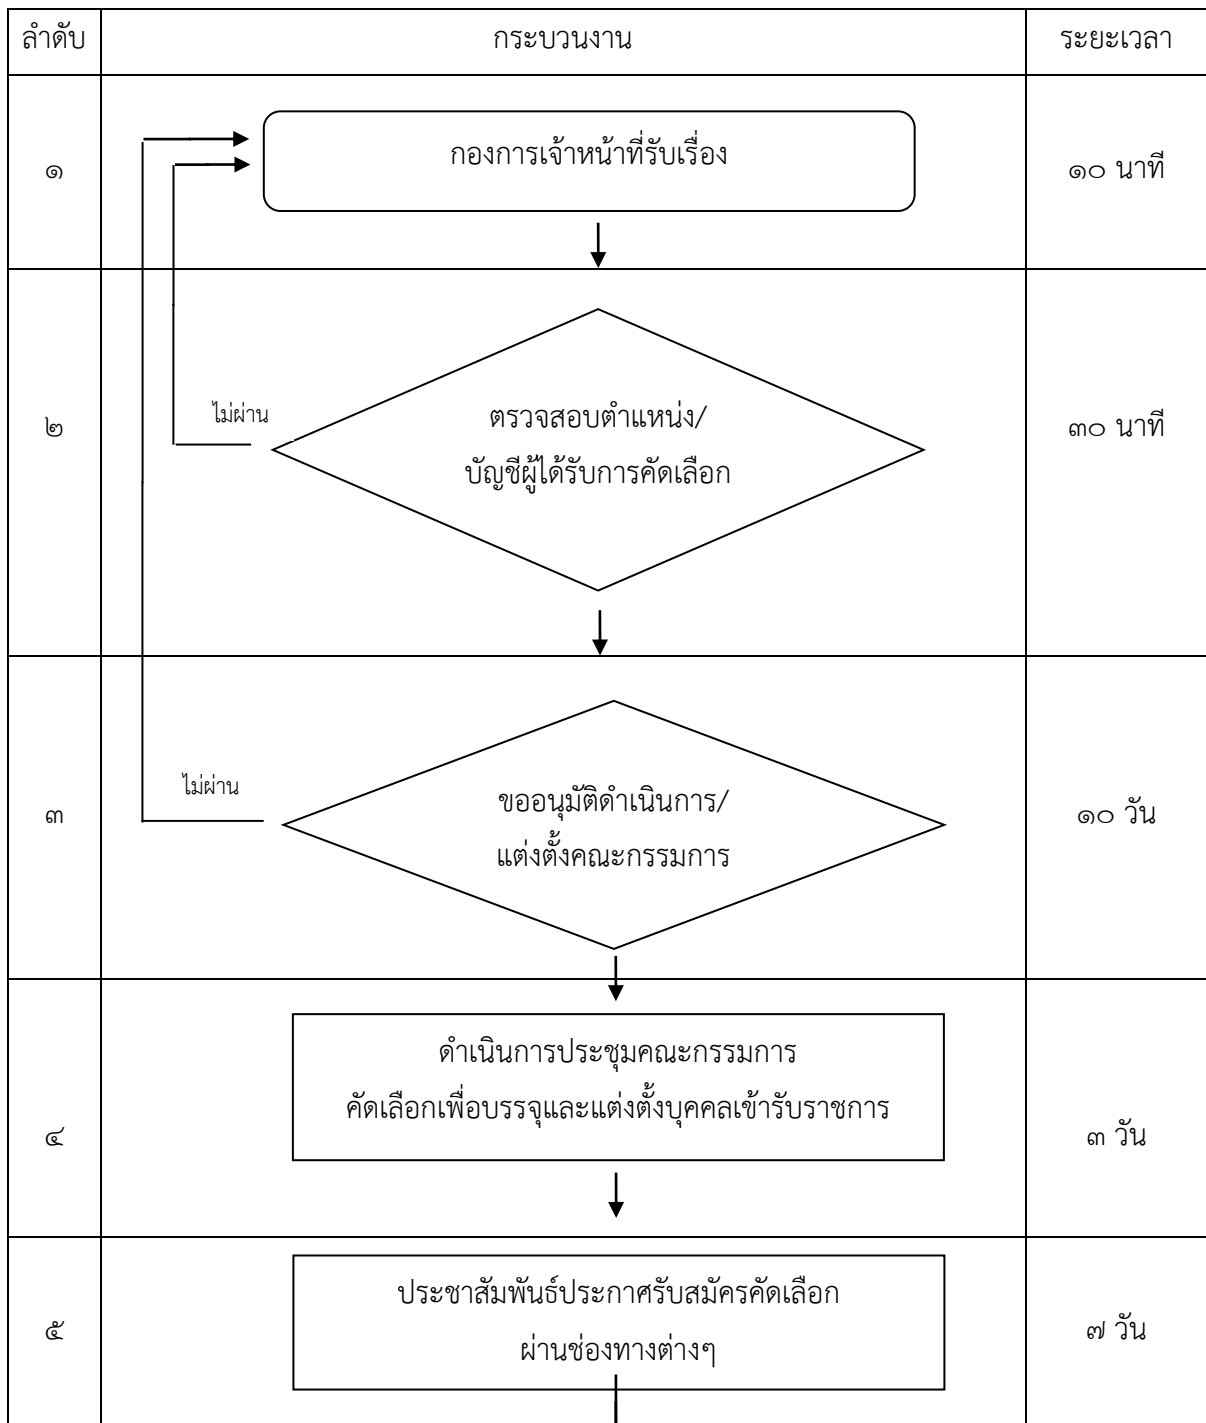 ลำดับ กระบวนงาน ระยะเวลา
กองการเจ้าหน้าที่รับเรื่อง
๑ ๑๐ นาที
ไม่ผ่าน
ตรวจสอบตำแหน่ง/
๒ ๓๐ นาที
บัญชีผู้ได้รับการคัดเลือก
ไม่ผ่าน
ขออนุมัติดำเนินการ/
๓ ๑๐ วัน
แต่งตั้งคณะกรรมการ
ดำเนินการประชุมคณะกรรมการ
คัดเลือกเพื่อบรรจุและแต่งตั้งบุคคลเข้ารับราชการ
๔ ๓ วัน
ประชาสัมพันธ์ประกาศรับสมัครคัดเลือก
๕ ๗ วัน
ผ่านช่องทางต่างๆ